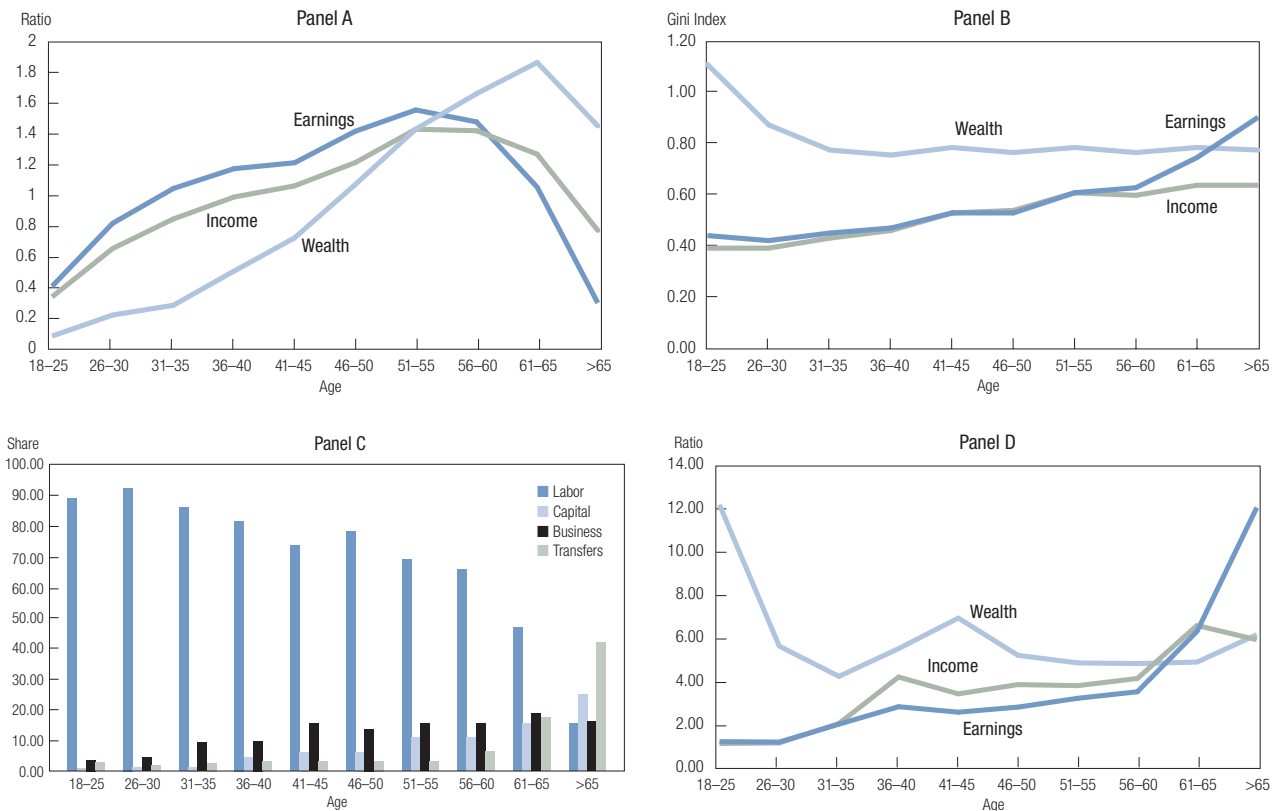 Panel A
Ratio
2
1.8
1.6
1.4
1.2
1
0.8
0.6
0.4
0.2
0
Earnings
Income
Wealth
18–25 26–30 31–35 36–40 41–45 46–50 51–55 56–60 61–65 >65
Age
Panel B
Gini Index
1.20
1.00
0.80
0.60
0.40
0.20
0.00
Wealth
Earnings
Income
18–25 26–30 31–35 36–40 41–45 46–50 51–55 56–60 61–65 >65
Age
Panel C
Share
100.00
90.00
80.00
70.00
60.00
50.00
40.00
30.00
20.00
10.00
0.00
Labor
Capital
Business
Transfers
18–25 26–30 31–35 36–40 41–45 46–50 51–55 56–60 61–65 >65
Age
Panel D
Ratio
14.00
12.00
10.00
8.00
6.00
4.00
2.00
0.00
Wealth
Income
Earnings
18–25 26–30 31–35 36–40 41–45 46–50 51–55 56–60 61–65 >65
Age